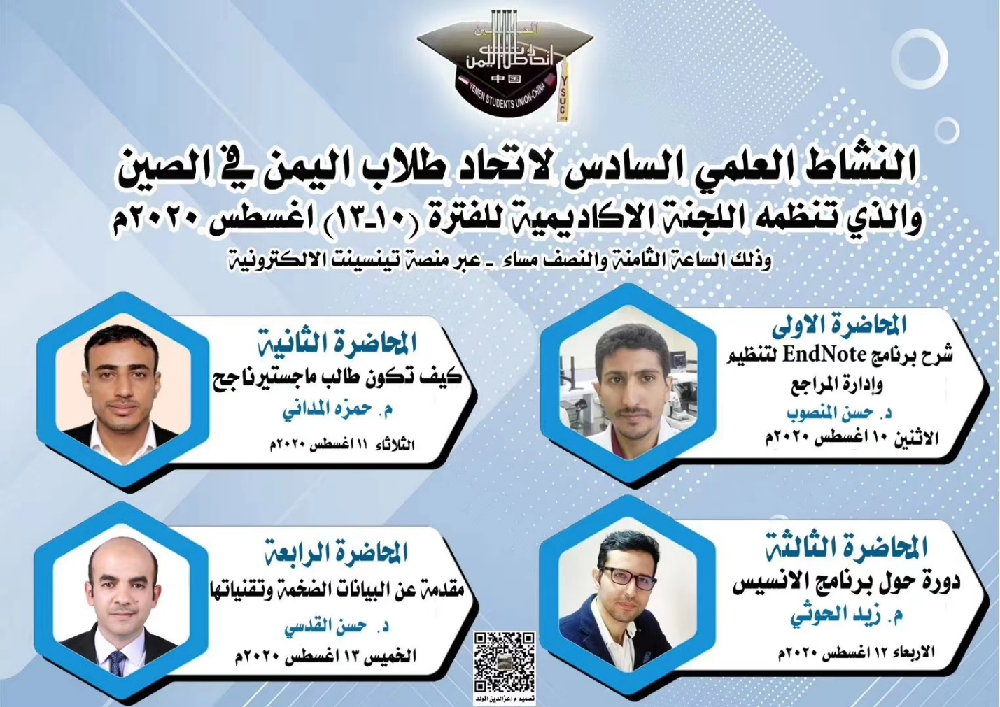 الصين
اتحاد طلاب اليمن
中国
YEMEN STUDENTS UNION-CHINA
YSUC
.org
النشاط العلمي السادس لاتحاد طلاب اليمن في الصين
والذي تنظمه اللجنة الاكاديمية للفترة (١٠-١٣) اغسطس ٢٠٢٠م
وذلك الساعة الثامنة والنصف مساء - عبر منصة تينسينت الالكترونية
المحاضرة الاولى
شرح برنامج EndNote لتنظيم
وإدارة المراجع
د. حسن المنصوب
الاثنين ١٠ اغسطس ٢٠٢٠م
المحاضرة الثانية
كيف تكون طالب ماجستيرناجح
م. حمزه المداني
الثلاثاء ١١ اغسطس ٢٠٢٠م
المحاضرة الثالثة
دورة حول برنامج الانسيس
م. زيد الحوثي
الاربعاء ١٢ اغسطس ٢٠٢٠م
المحاضرة الرابعة
مقدمة عن البيانات الضخمة وتقنياتها
د. حسن القدسي
الخميس ١٣ اغسطس ٢٠٢٠م
تصميم م /عزالدين المولد